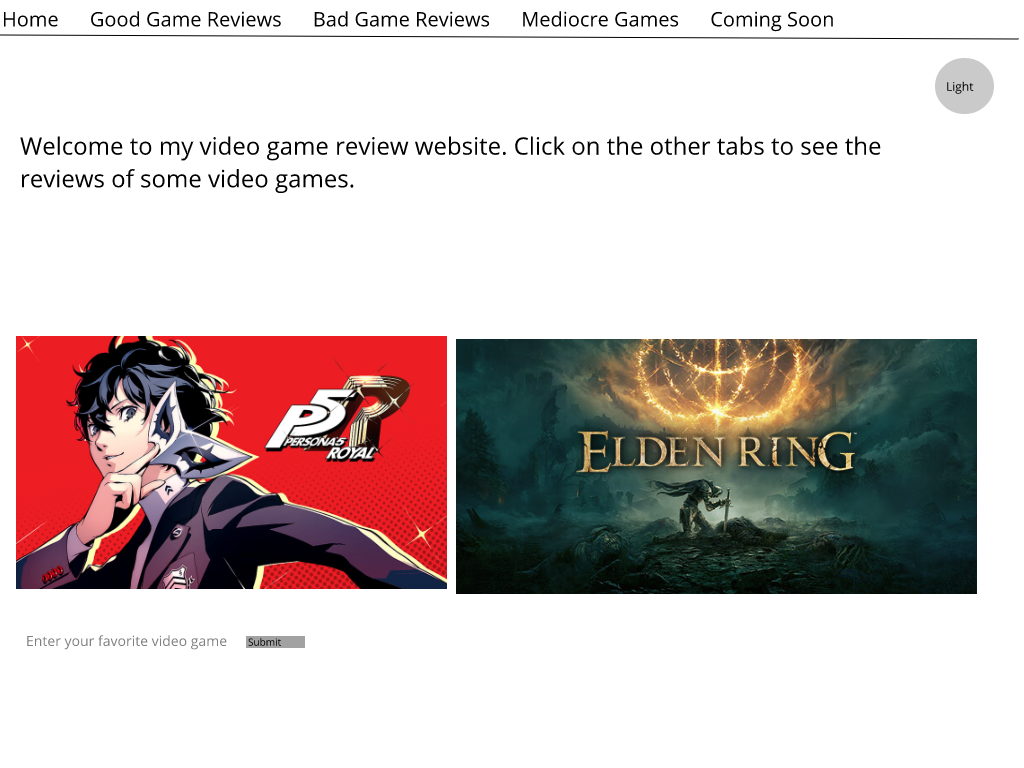 Home Good Game Reviews Bad Game Reviews Mediocre Games Coming Soon
Light
Welcome to my video game review website. Click on the other tabs to see the
reviews of some video games.
P5R
PERSONA5
ROYAL
ELDEN RING
Enter your favorite video game Submit